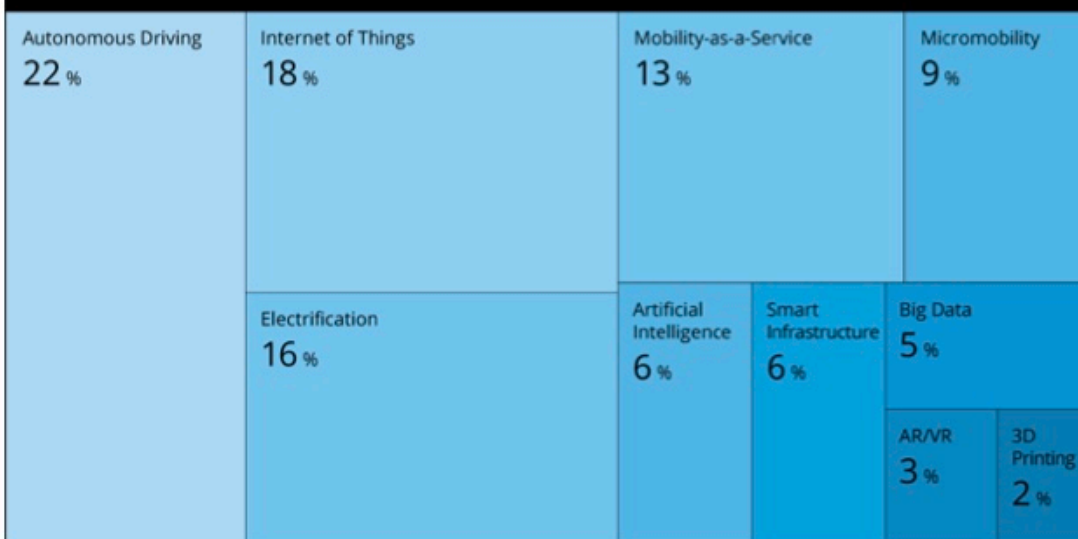 Autonomous Driving
22 %
Internet of Things
18 %
Mobility-as-a-Service
13 %
Micromobility
9 %
Electrification
16 %
Artificial
Intelligence
6 %
Smart
Infrastructure
6 %
Big Data
5 %
AR/VR
3 %
3D
Printing
2 %